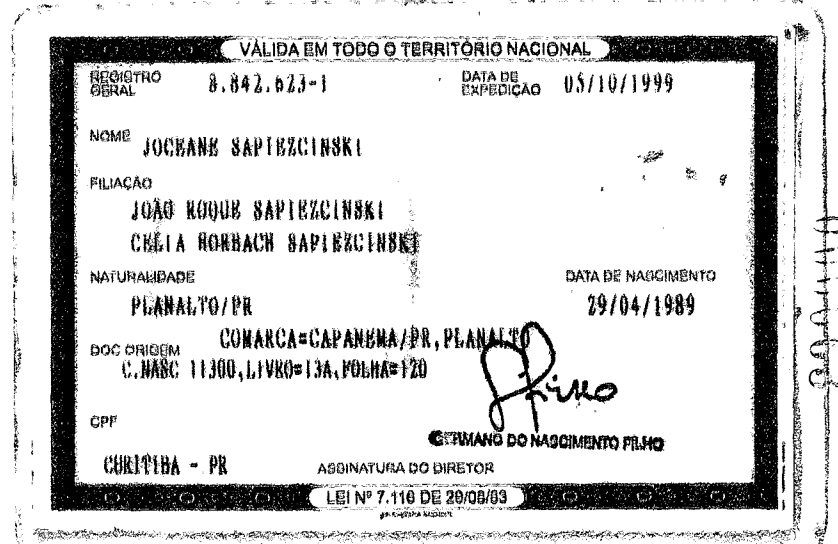 VÁLIDA EM TODO O TERRITÓRIO NACIONAL
REGISTRO GERAL 8.842.623-1 DATA DE EXPEDIÇÃO 05/10/1999
NOME JOCEANE SAPIEZCINSKI
FILIAÇÃO
JOÃO ROQUE SAPIEZCINSKI
CELIA HORBACH SAPIEZCINSKI
NATURALIDADE DATA DE NASCIMENTO
PLANALTO/PR 29/04/1989
DOC ORIGEM COMARCA=CAPANEMA/PR, PLANALTO
C.NASC 11300, LIVRO=13A, FOLHA=120
CPF
GERMANO DO NASCIMENTO FILHO
CURITIBA - PR ASSINATURA DO DIRETOR
LEI Nº 7.116 DE 29/08/83